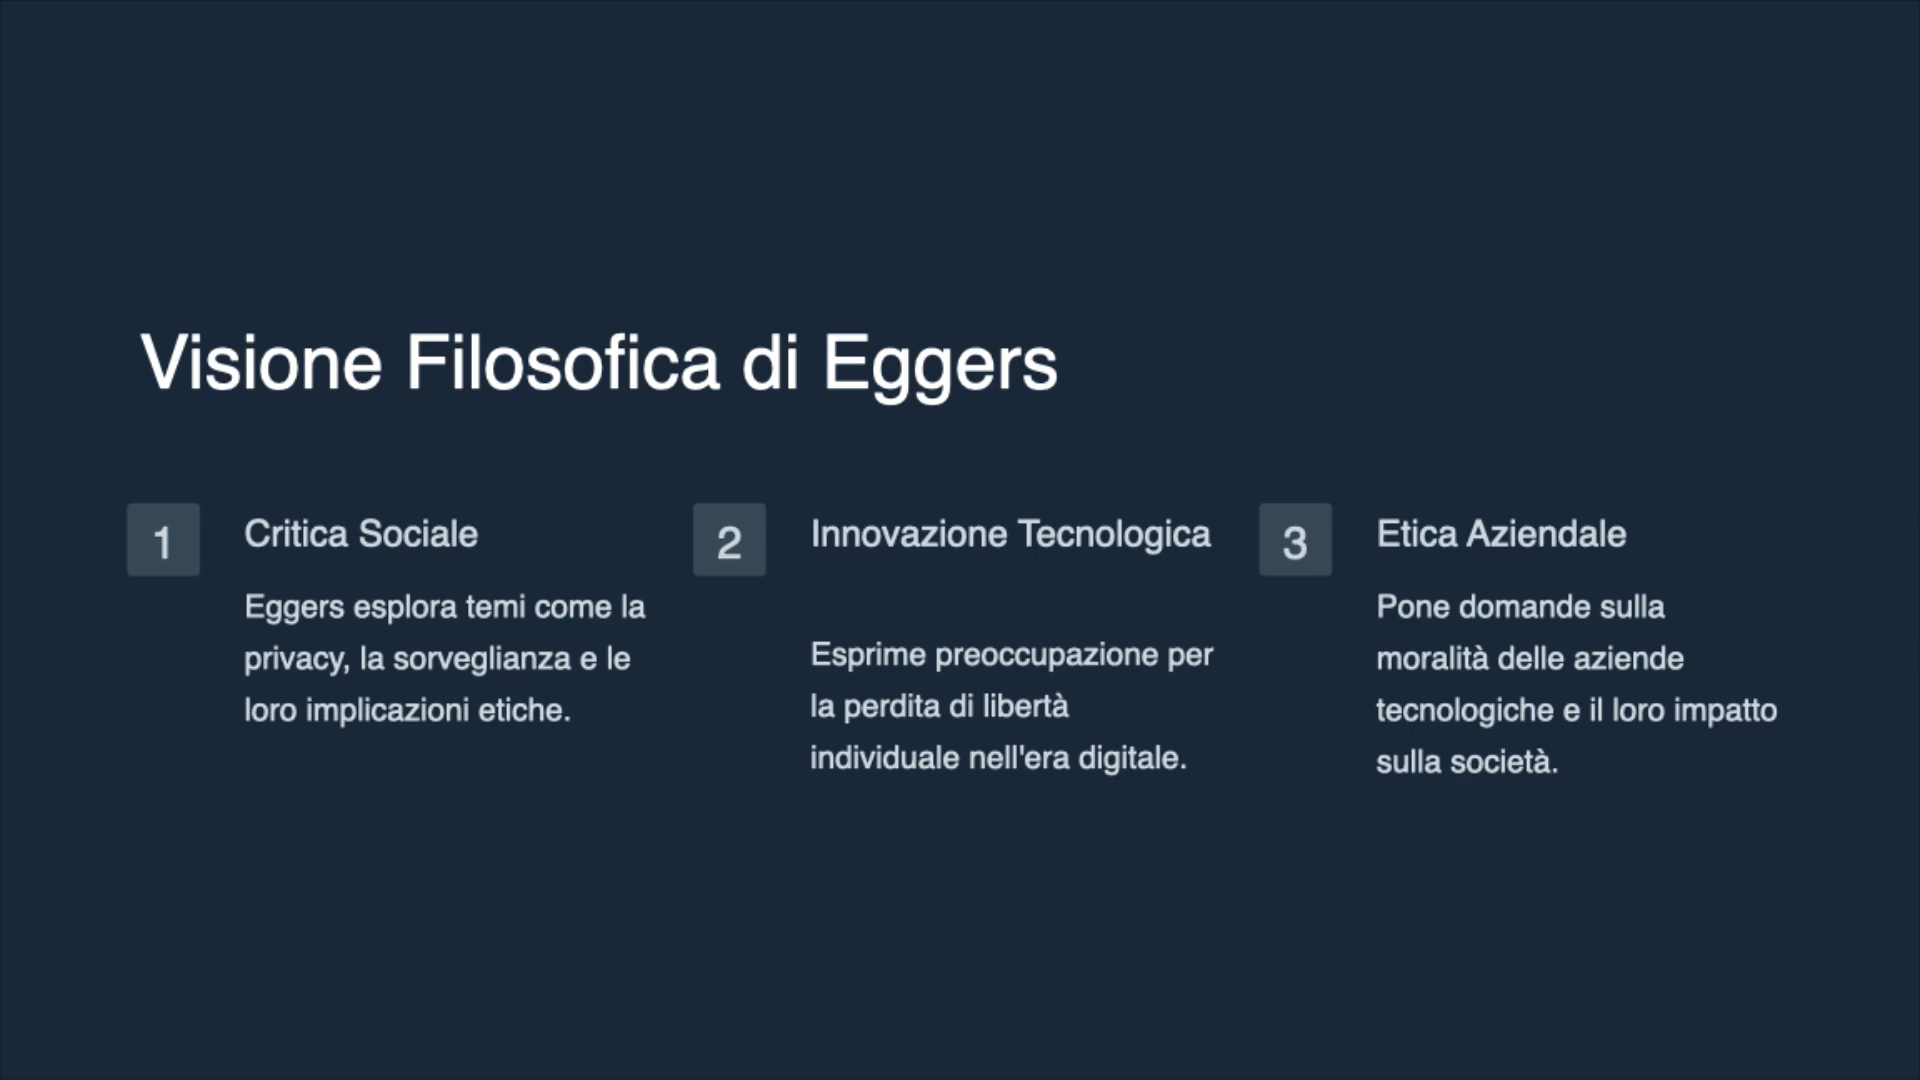 Visione Filosofica di Eggers
1
Critica Sociale
Eggers esplora temi come la
privacy, la sorveglianza e le
loro implicazioni etiche.
2
Innovazione Tecnologica
Esprime preoccupazione per
la perdita di libertà
individuale nell'era digitale.
3
Etica Aziendale
Pone domande sulla
moralità delle aziende
tecnologiche e il loro impatto
sulla società.